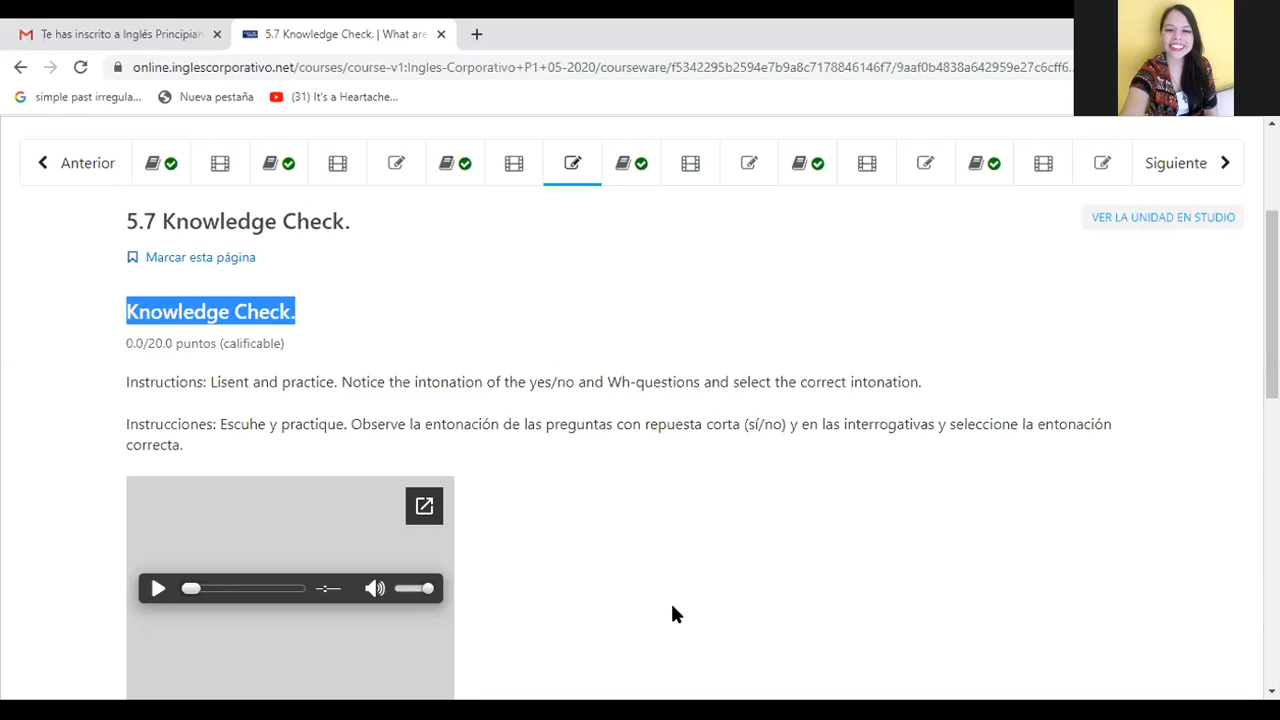 Te has inscrito a Inglés Principian
5.7 Knowledge Check. | What are
online.inglescorporativo.net/courses/course-v1:Ingles-Corporativo+P1+05-2020/courseware/f5342295b2594e7b9a8c7178846146f7/9aaf0b4838a642959e27c6cff6...
simple past irregula...
Nueva pestaña
(31) It's a Heartache...
Anterior
Siguiente
5.7 Knowledge Check.
VER LA UNIDAD EN STUDIO
Marcar esta página
Knowledge Check.
0.0/20.0 puntos (calificable)
Instructions: Lisent and practice. Notice the intonation of the yes/no and Wh-questions and select the correct intonation.
Instrucciones: Escuhe y practique. Observe la entonación de las preguntas con repuesta corta (sí/no) y en las interrogativas y seleccione la entonación
correcta.
-:--